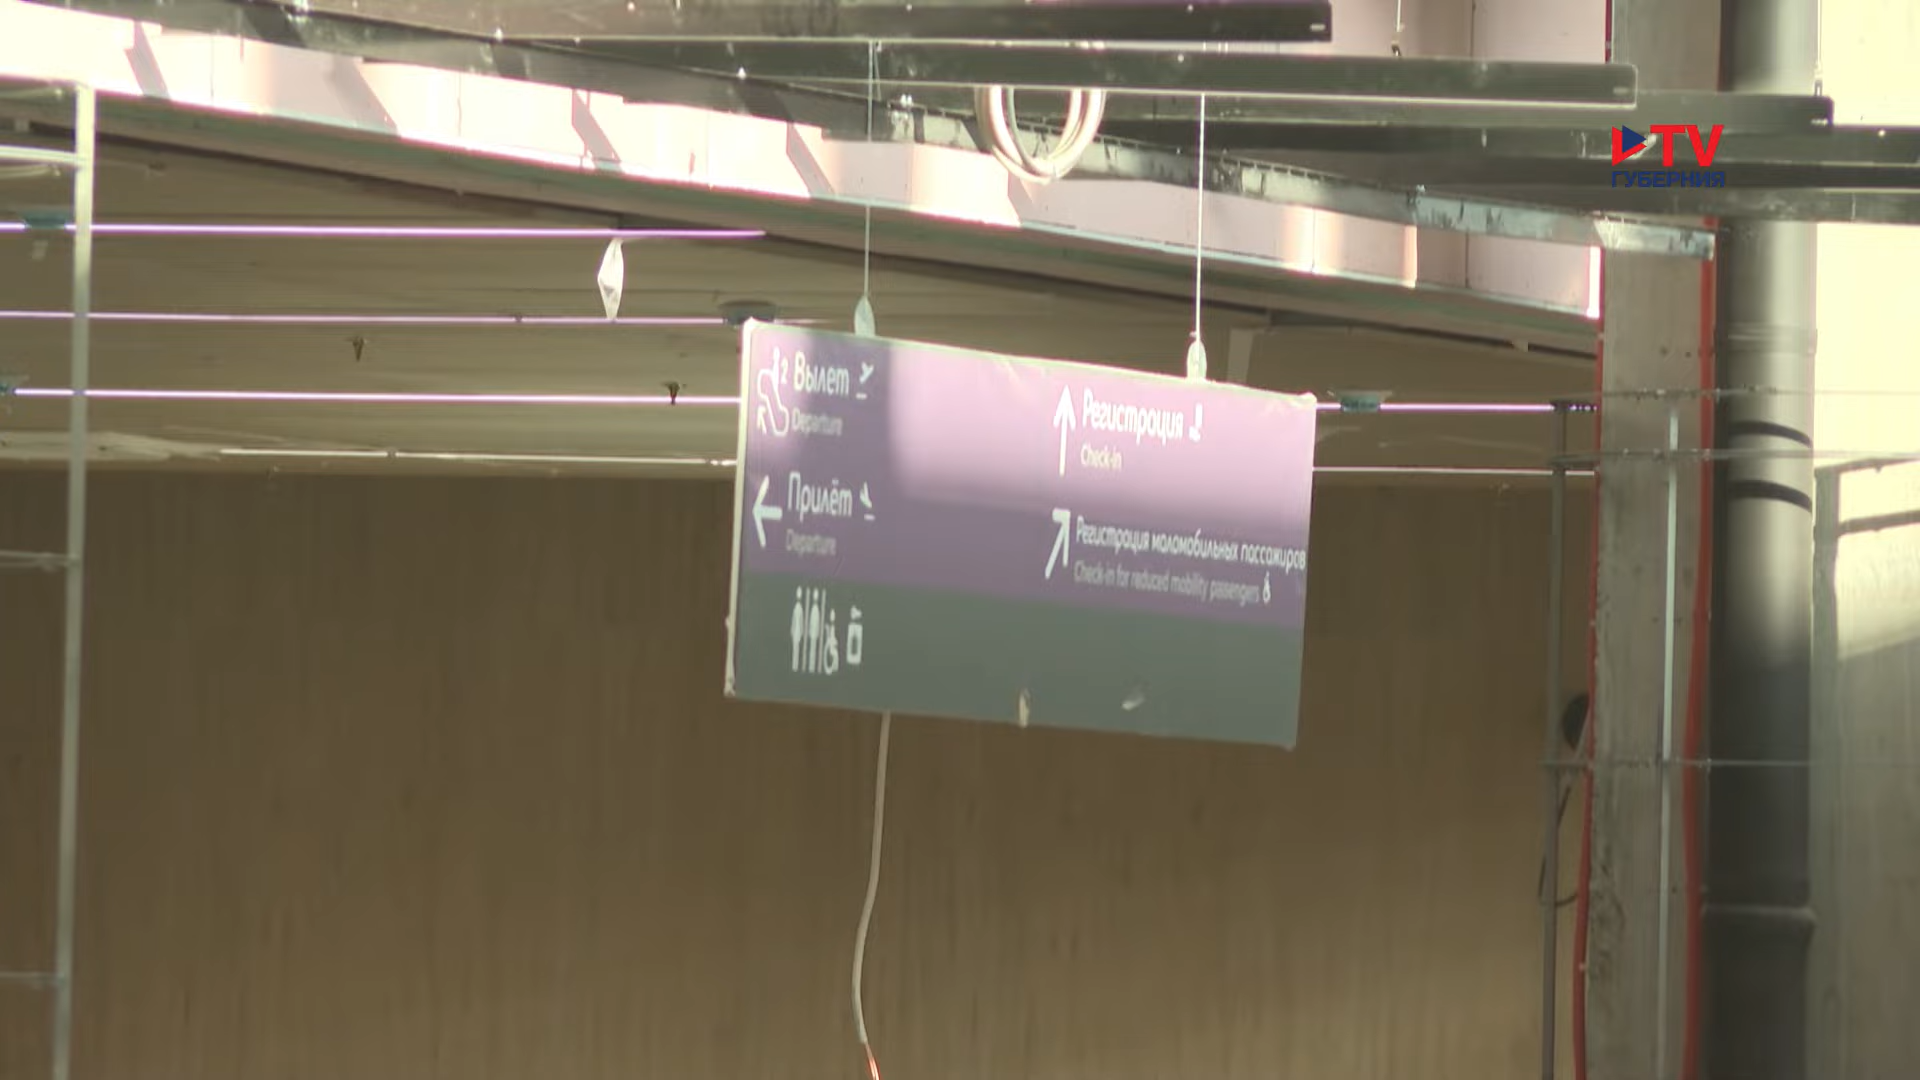 TV
ГУБЕРНИЯ
2 Вылет
Departure
Прилёт
Departure
Регистрация
Check-in
Регистрация маломобильных пассажиров
Check-in for reduced mobility passengers